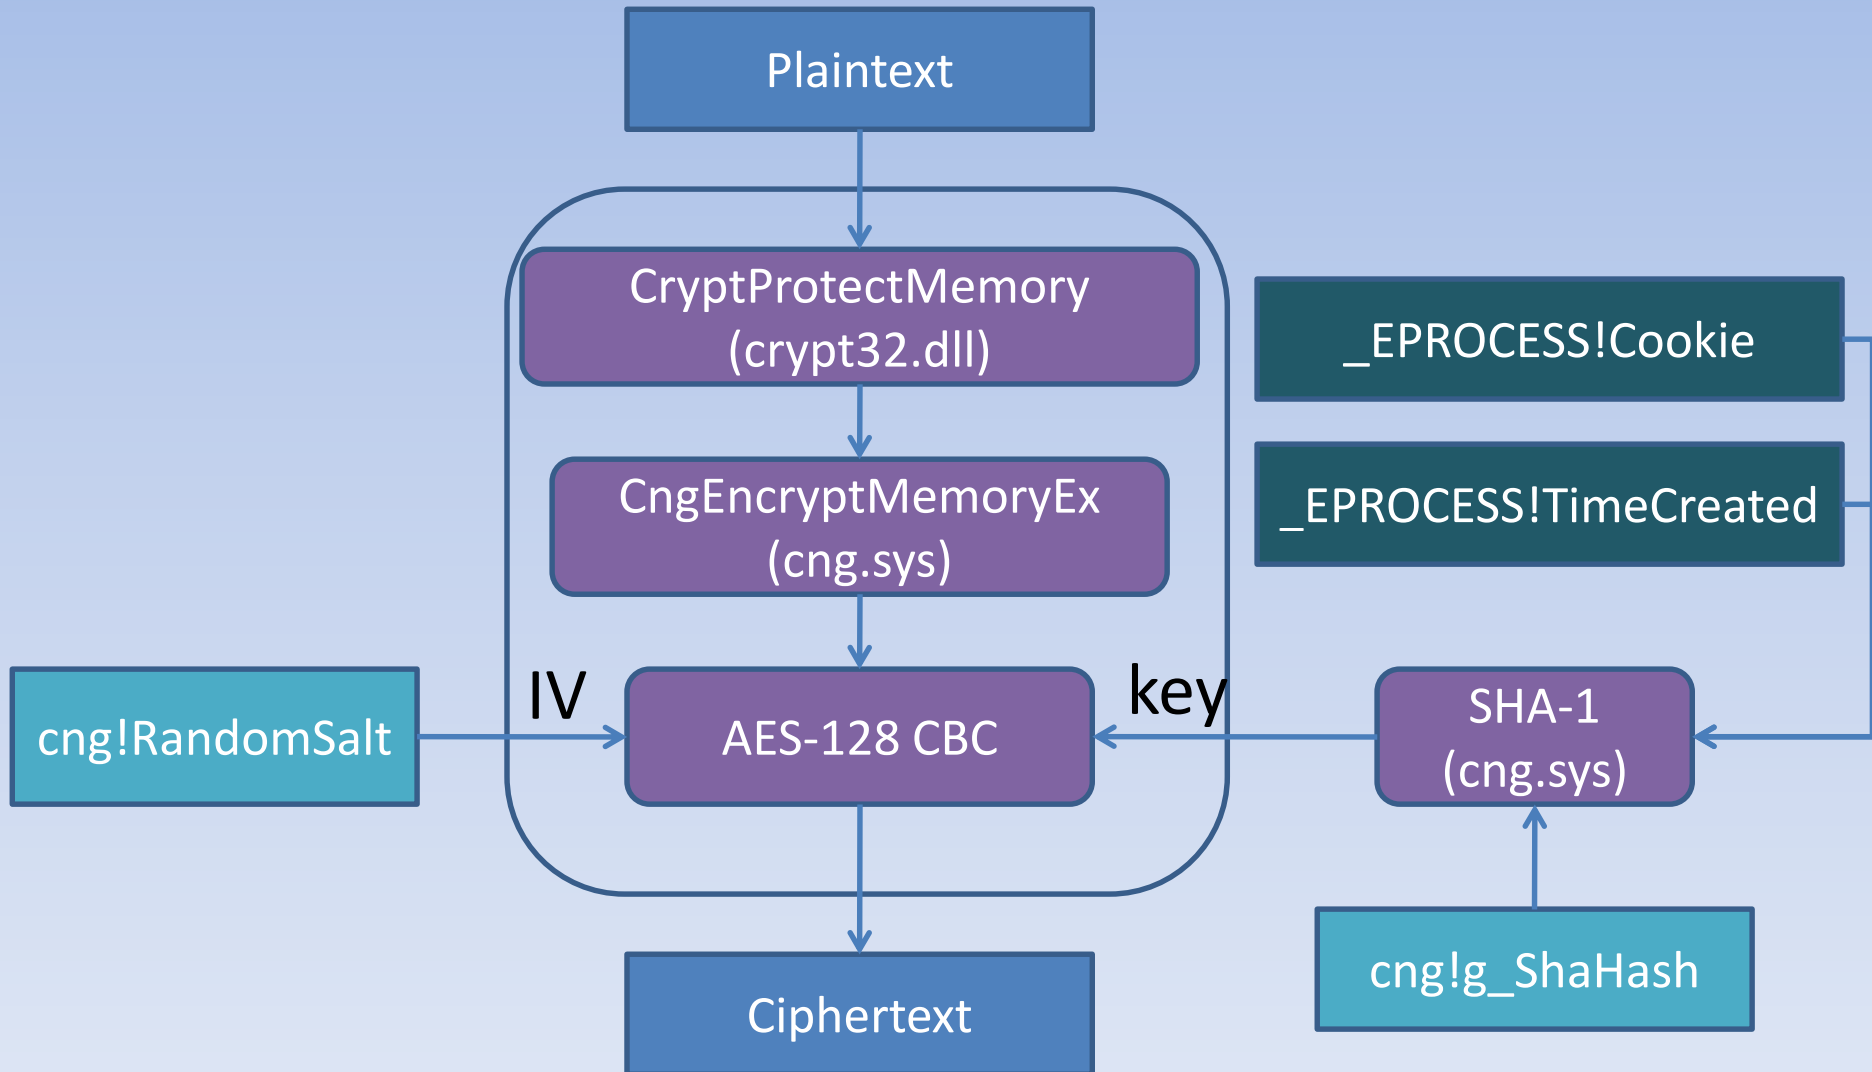 Plaintext
CryptProtectMemory
(crypt32.dll)
_EPROCESS!Cookie
CngEncryptMemoryEx
(cng.sys)
_EPROCESS!TimeCreated
cng!RandomSalt
IV
AES-128 CBC
key
SHA-1
(cng.sys)
cng!g_ShaHash
Ciphertext